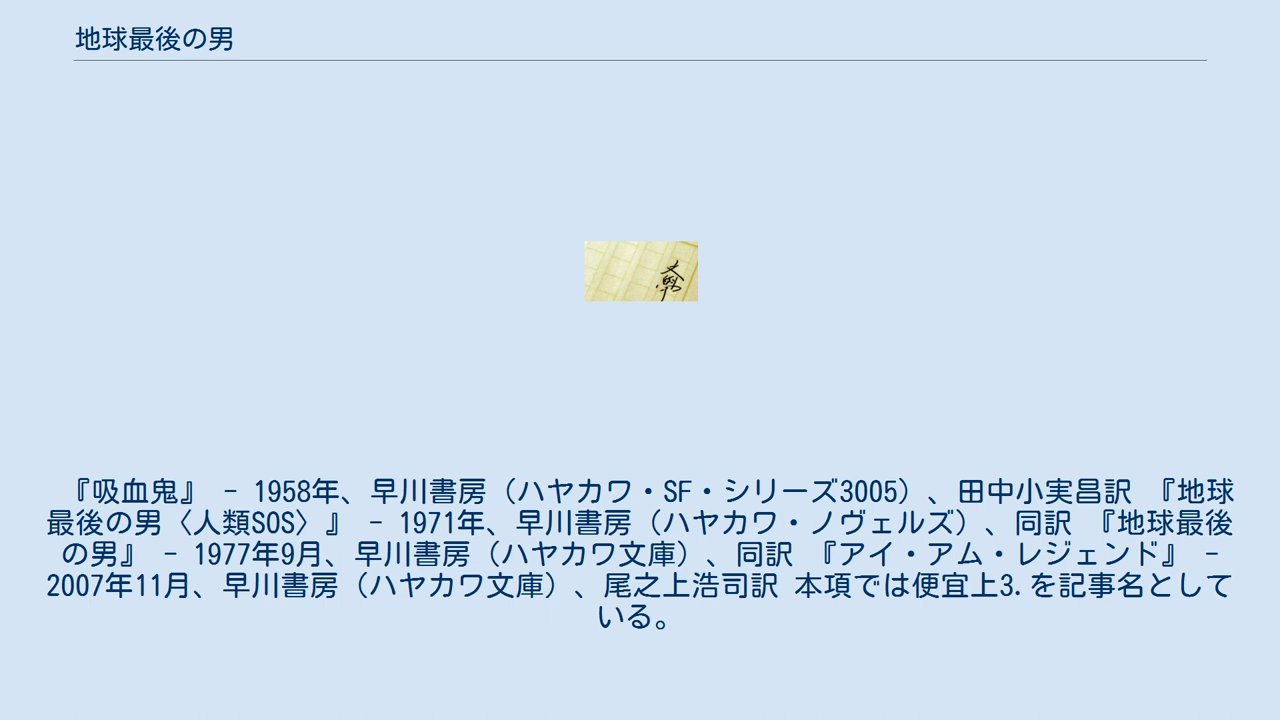 地球最後の男
『吸血鬼』 - 1958年、早川書房（ハヤカワ・SF・シリーズ3005）、田中小実昌訳 『地球
最後の男〈人類SOS〉』 - 1971年、早川書房（ハヤカワ・ノヴェルズ）、同訳 『地球最後
の男』 - 1977年9月、早川書房（ハヤカワ文庫）、同訳 『アイ・アム・レジェンド』 -
2007年11月、早川書房（ハヤカワ文庫）、尾之上浩司訳 本項では便宜上3.を記事名として
いる。